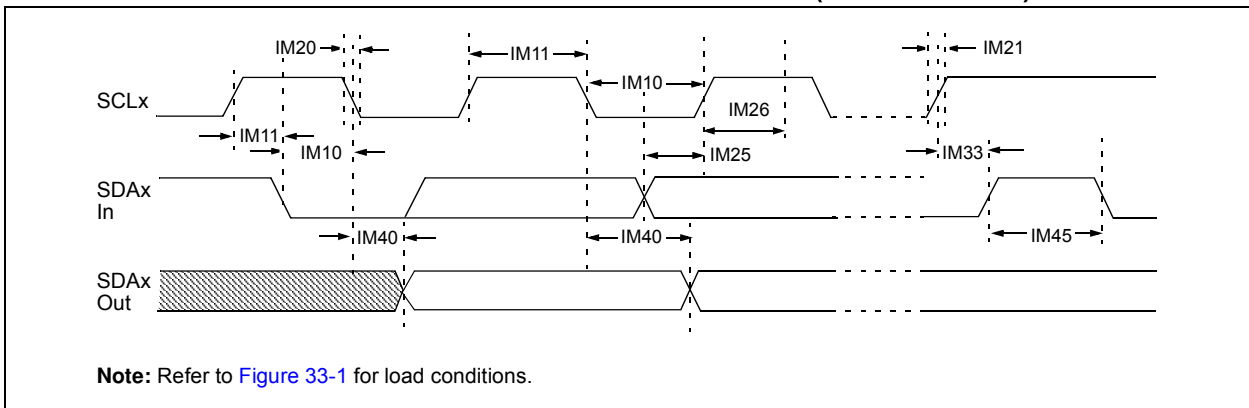 IM20
IM11
IM21
IM10
SCLx
IM26
IM11
IM10
IM25
IM33
SDAx
In
IM40
IM40
IM45
SDAx
Out
Note: Refer to Figure 33-1 for load conditions.